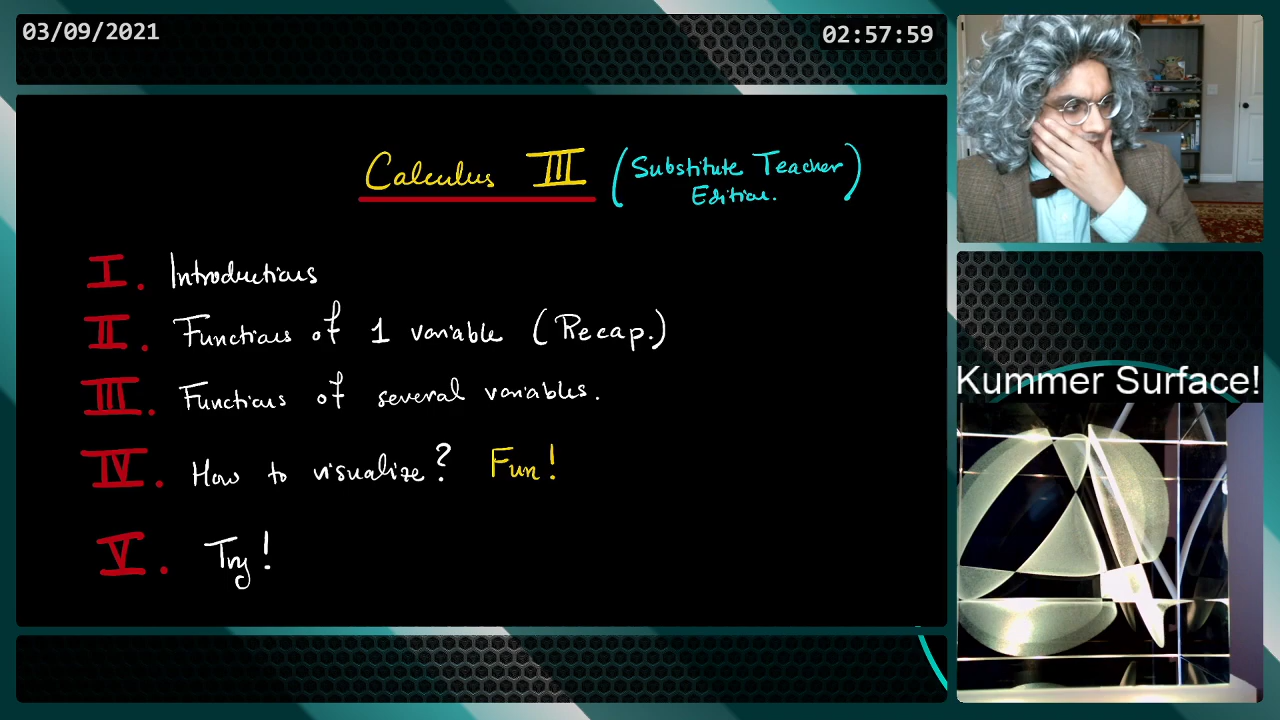 03/09/2021
02:57:59
Calculus III (Substitute Teacher
Edition.)
I. Introductions
II. Functions of 1 variable (Recap.)
III. Functions of several variables.
IV. How to visualize? Fun!
V. Try!
Kummer Surface!